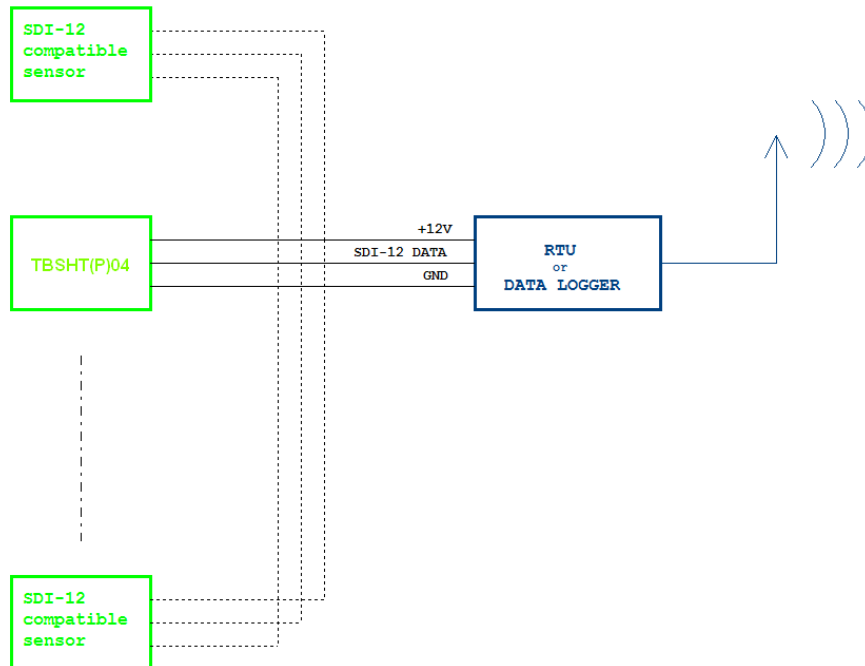 SDI-12
compatible
sensor
TBSHT(P)04
+12V
SDI-12 DATA
GND
RTU
or
DATA LOGGER
SDI-12
compatible
sensor